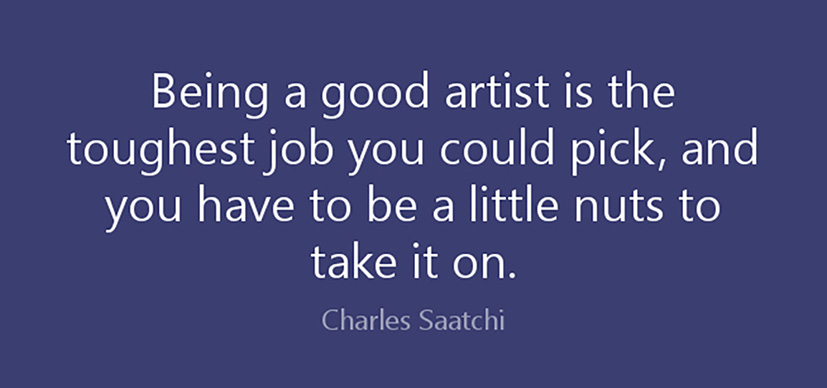 Being a good artist is the
toughest job you could pick, and
you have to be a little nuts to
take it on.
Charles Saatchi